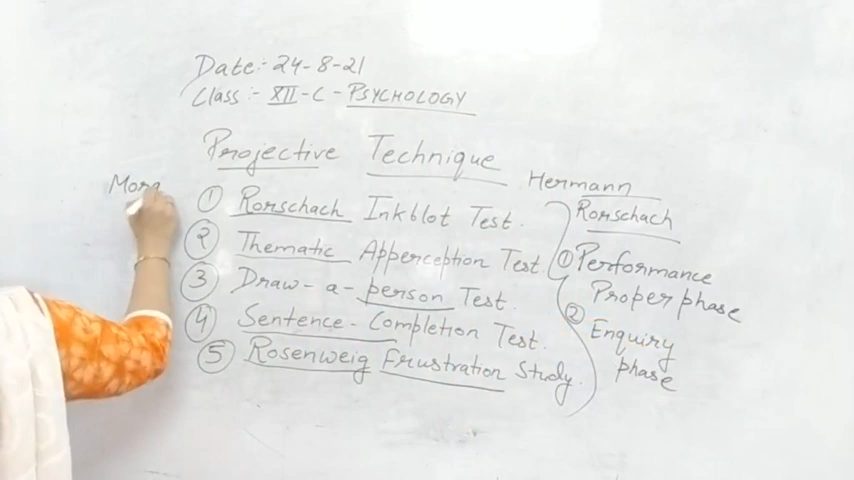 Date:- 24-8-21
Class:- XII-C- PSYCHOLOGY
Projective Technique
Mora
① Rorschach Inkblot Test.
② Thematic Apperception Test.
③ Draw-a-person Test.
④ Sentence-Completion Test.
⑤ Rosenweig Frustration Study.
Hermann
Rorschach
① Performance
Proper phase
② Enquiry
phase